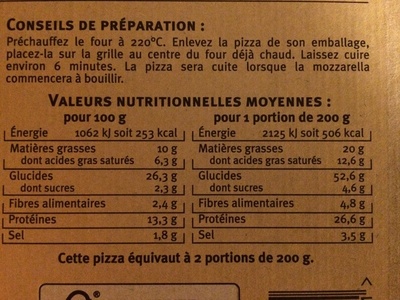 CONSEILS DE PRÉPARATION :
Préchauffez le four à 220°C. Enlevez la pizza de son emballage,
placez-la sur la grille au centre du four déjà chaud. Laissez cuire
environ 6 minutes. La pizza sera cuite lorsque la mozzarella
commencera à bouillir.
VALEURS NUTRITIONNELLES MOYENNES :
pour 100 g pour 1 portion de 200 g
Énergie 1062 kJ soit 253 kcal Énergie 2125 kJ soit 506 kcal
Matières grasses 10 g Matières grasses 20 g
dont acides gras saturés 6,3 g dont acides gras saturés 12,6 g
Glucides 26,3 g Glucides 52,6 g
dont sucres 2,3 g dont sucres 4,6 g
Fibres alimentaires 2,4 g Fibres alimentaires 4,8 g
Protéines 13,3 g Protéines 26,6 g
Sel 1,8 g Sel 3,5 g
Cette pizza équivaut à 2 portions de 200 g.